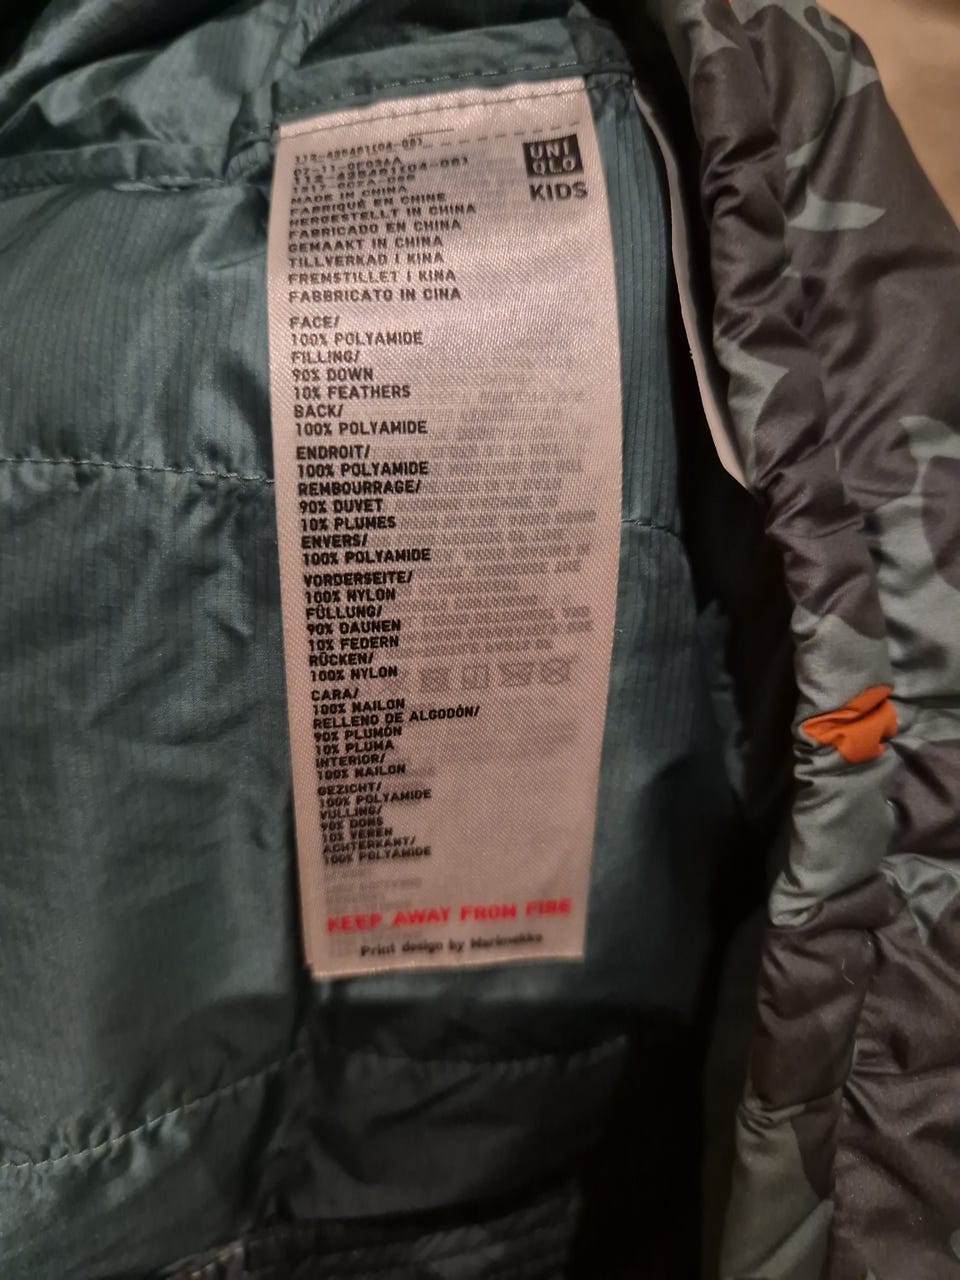 UNI
QLO
KIDS
MADE IN CHINA
FABRIQUÉ EN CHINE
HERGESTELLT IN CHINA
FABRICADO EN CHINA
GEMAAKT IN CHINA
TILLVERKAD I KINA
FREMSTILLET I KINA
FABBRICATO IN CINA
FACE/
100% POLYAMIDE
FILLING/
90% DOWN
10% FEATHERS
BACK/
100% POLYAMIDE
ENDROIT/
100% POLYAMIDE
REMBOURRAGE/
90% DUVET
10% PLUMES
ENVERS/
100% POLYAMIDE
VORDERSEITE/
100% NYLON
FÜLLUNG/
90% DAUNEN
10% FEDERN
RÜCKEN/
100% NYLON
CARA/
100% NAILON
RELLENO DE ALGODÓN/
90% PLUMÓN
10% PLUMA
INTERIOR/
100% NAILON
GEZICHT/
100% POLYAMIDE
VULLING/
90% DONS
10% VEREN
ACHTERKANT/
100% POLYAMIDE
KEEP AWAY FROM FIRE
Print design by Marimekko